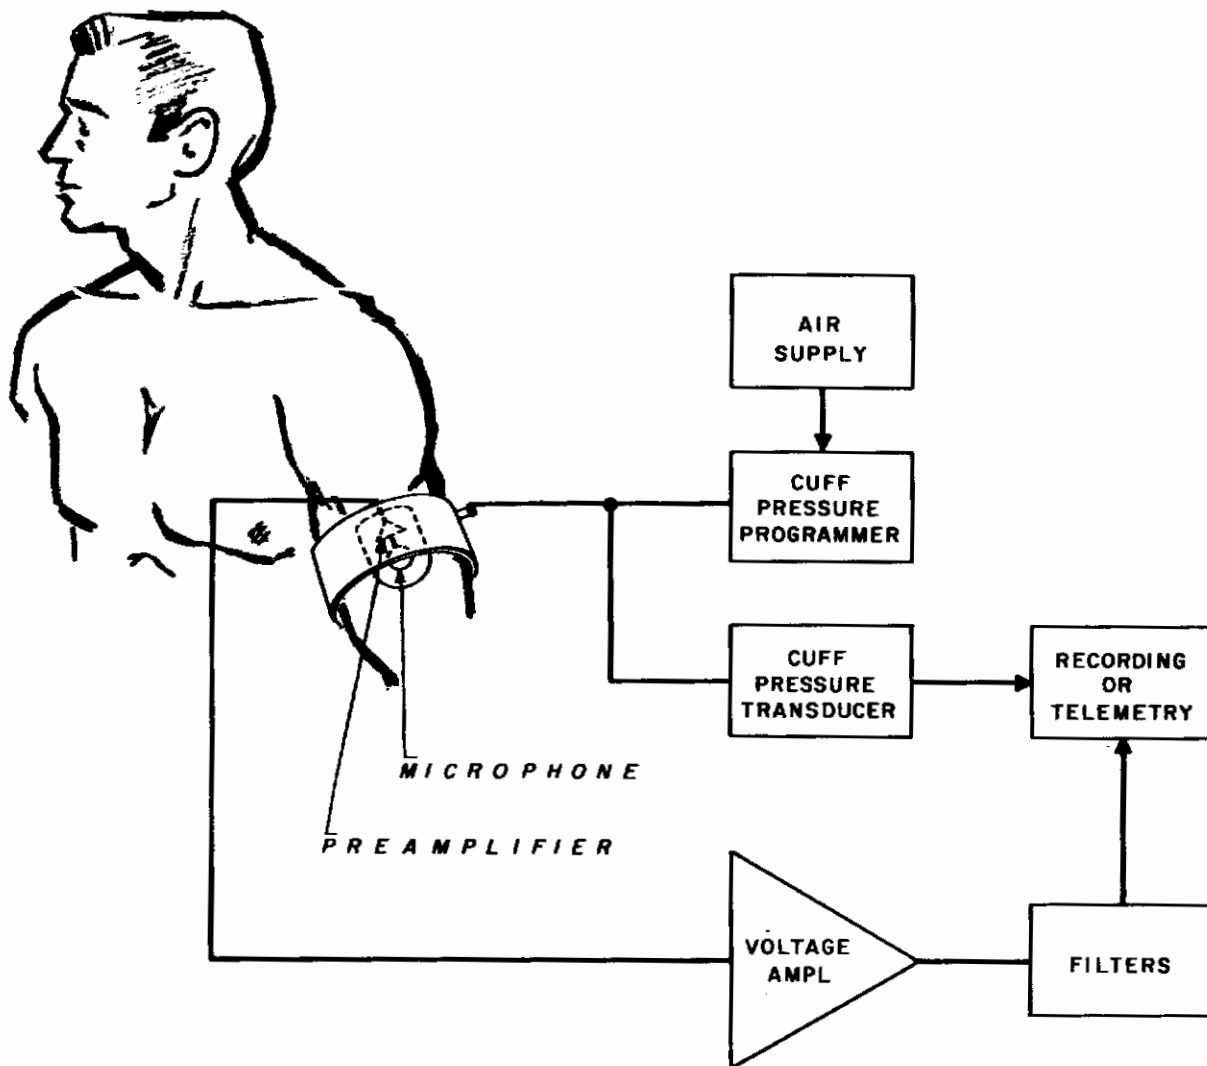 AIR
SUPPLY
CUFF
PRESSURE
PROGRAMMER
CUFF
PRESSURE
TRANSDUCER
RECORDING
OR
TELEMETRY
MICROPHONE
PREAMPLIFIER
VOLTAGE
AMPL
FILTERS